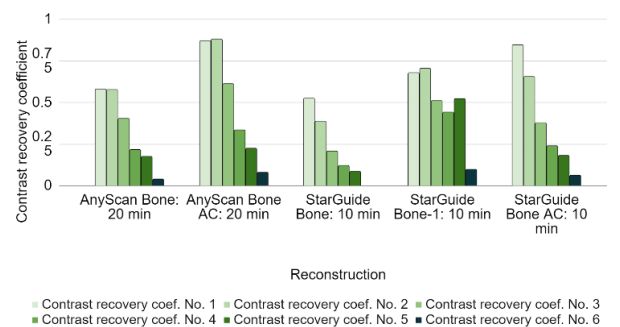 Contrast recovery coefficient
1
0.7
5
0.5
0.2
5
0
AnyScan Bone:
20 min
AnyScan Bone
AC: 20 min
StarGuide
Bone: 10 min
StarGuide
Bone-1: 10 min
StarGuide
Bone AC: 10
min
Reconstruction
Contrast recovery coef. No. 1
Contrast recovery coef. No. 2
Contrast recovery coef. No. 3
Contrast recovery coef. No. 4
Contrast recovery coef. No. 5
Contrast recovery coef. No. 6